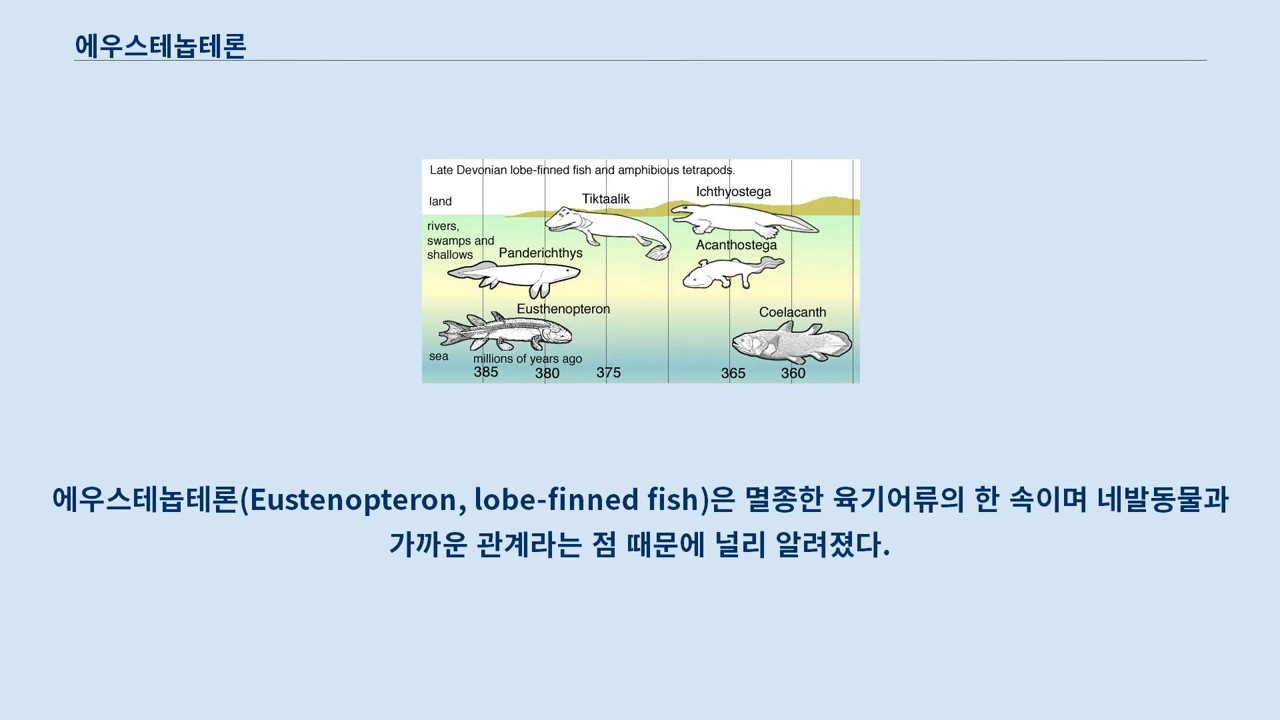 에우스테놉테론
Late Devonian lobe-finned fish and amphibious tetrapods.
land
Tiktaalik
Ichthyostega
rivers,
swamps and
shallows
Panderichthys
Acanthostega
Eusthenopteron
Coelacanth
sea
millions of years ago
385 380 375 365 360
에우스테놉테론(Eustenopteron, lobe-finned fish)은 멸종한 육기어류의 한 속이며 네발동물과
가까운 관계라는 점 때문에 널리 알려졌다.